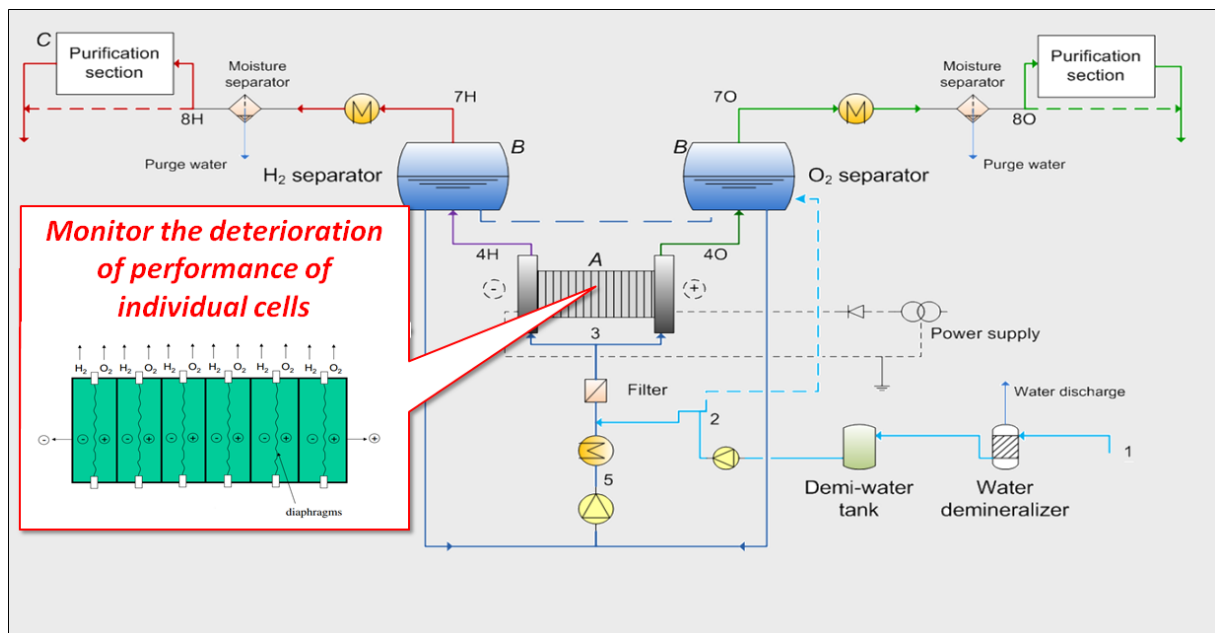 C
Purification
section
Moisture
separator
7H
8H
Purge water
H₂ separator
B
7O
B
O₂ separator
Moisture
separator
8O
Purge water
Purification
section
Monitor the deterioration
of performance of
individual cells
H₂ O₂ H₂ O₂ H₂ O₂ H₂ O₂ H₂ O₂ H₂ O₂
- - + - + - + - + - + - + +
diaphragms
4H
A
4O
-
+
3
Power supply
Filter
2
5
Water discharge
1
Demi-water
tank
Water
demineralizer